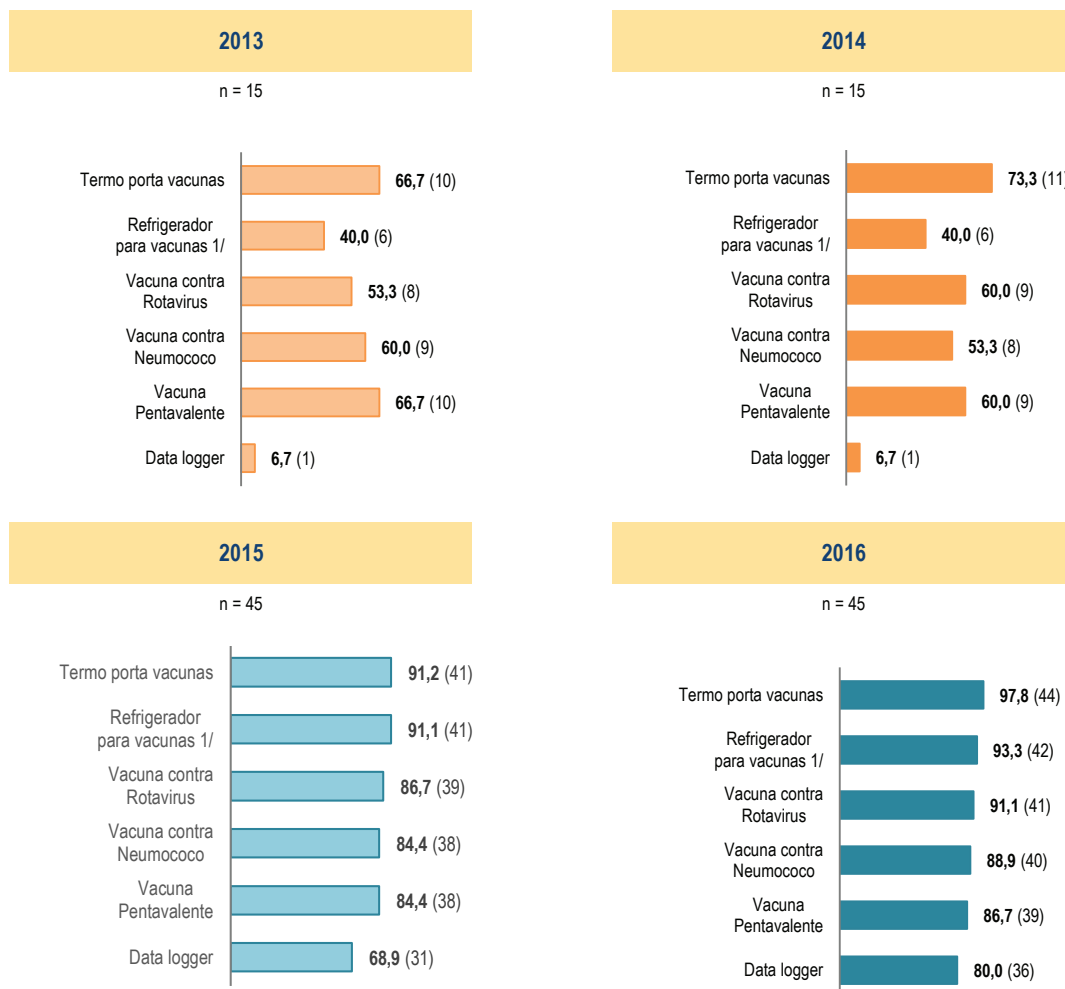 2013
n = 15
Termo porta vacunas
66,7 (10)
Refrigerador
para vacunas 1/
40,0 (6)
Vacuna contra
Rotavirus
53,3 (8)
Vacuna contra
Neumococo
60,0 (9)
Vacuna
Pentavalente
66,7 (10)
Data logger
6,7 (1)
2014
n = 15
Termo porta vacunas
73,3 (11)
Refrigerador
para vacunas 1/
40,0 (6)
Vacuna contra
Rotavirus
60,0 (9)
Vacuna contra
Neumococo
53,3 (8)
Vacuna
Pentavalente
60,0 (9)
Data logger
6,7 (1)
2015
n = 45
Termo porta vacunas
91,2 (41)
Refrigerador
para vacunas 1/
91,1 (41)
Vacuna contra
Rotavirus
86,7 (39)
Vacuna contra
Neumococo
84,4 (38)
Vacuna
Pentavalente
84,4 (38)
Data logger
68,9 (31)
2016
n = 45
Termo porta vacunas
97,8 (44)
Refrigerador
para vacunas 1/
93,3 (42)
Vacuna contra
Rotavirus
91,1 (41)
Vacuna contra
Neumococo
88,9 (40)
Vacuna
Pentavalente
86,7 (39)
Data logger
80,0 (36)